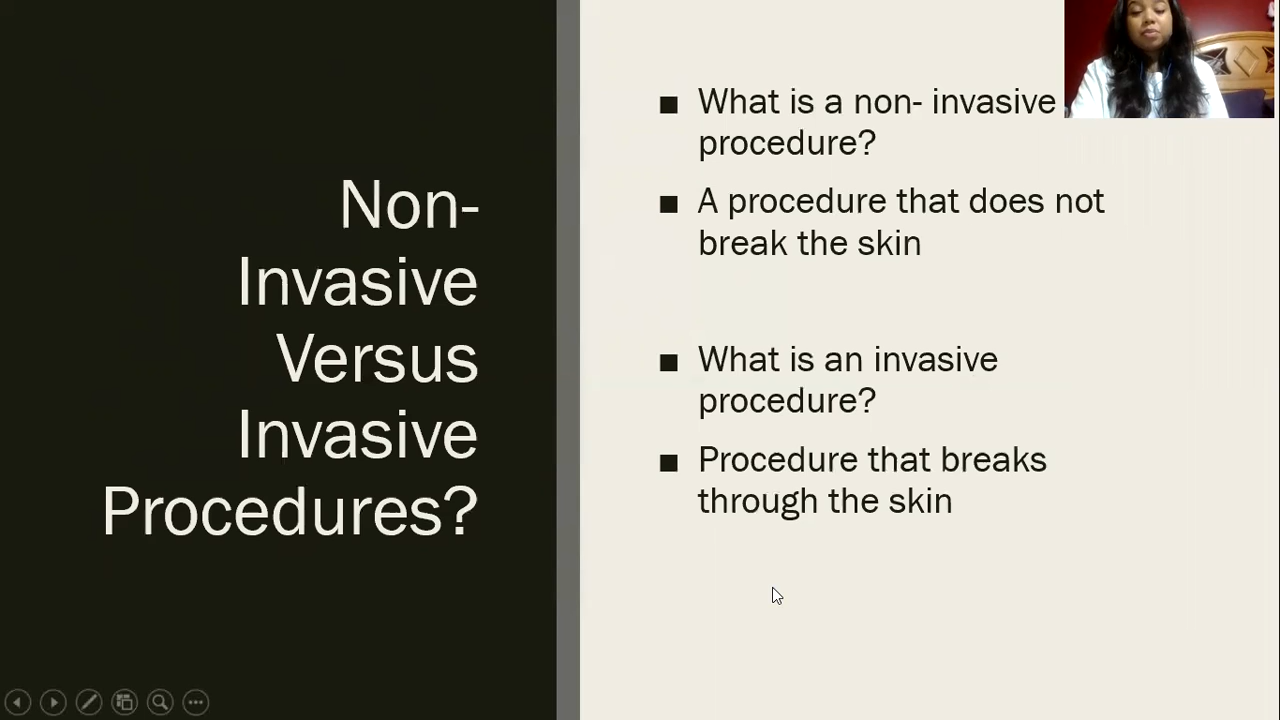 Non-
Invasive
Versus
Invasive
Procedures?
■ What is a non- invasive
procedure?
■ A procedure that does not
break the skin
■ What is an invasive
procedure?
■ Procedure that breaks
through the skin